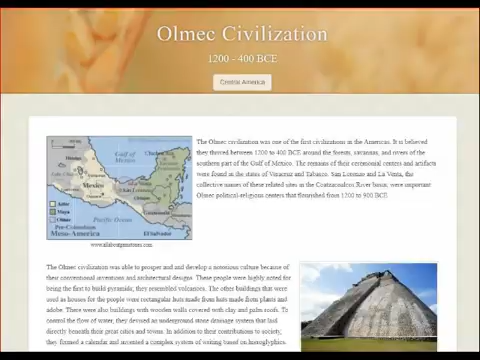 Olmec Civilization
1200 - 400 BCE
Central America
Gulf of
Mexico
Mexico
Aztec
Maya
Olmec
Pre-Columbian
Meso-America
Pacific Ocean
El Salvador
The Olmec civilization was one of the first civilizations in the Americas. It is believed
they thrived between 1200 to 400 BCE around the forests, savannas, and rivers of the
southern part of the Gulf of Mexico. The remains of their ceremonial centers and artifacts
were found in the states of Veracruz and Tabasco. San Lorenzo and La Venta, the
collective names of these related sites in the Coatzacoalcos River basin, were important
Olmec political-religious centers that flourished from 1200 to 900 BCE.
The Olmec civilization was able to prosper and and develop a notorious culture because of
their conventional inventions and architectural designs. These people were highly noted for
being the first to build pyramids; they resembled volcanoes. The other buildings that were
used as houses for the people were rectangular huts made from huts made from plants and
adobe. There were also buildings with wooden walls covered with clay and palm roofs. To
control the flow of water, they devised an underground stone drainage system that laid
directly beneath their great cities and towns. In addition to their contributions to society,
they formed a calendar and invented a complex system of writing based on hieroglyphics.